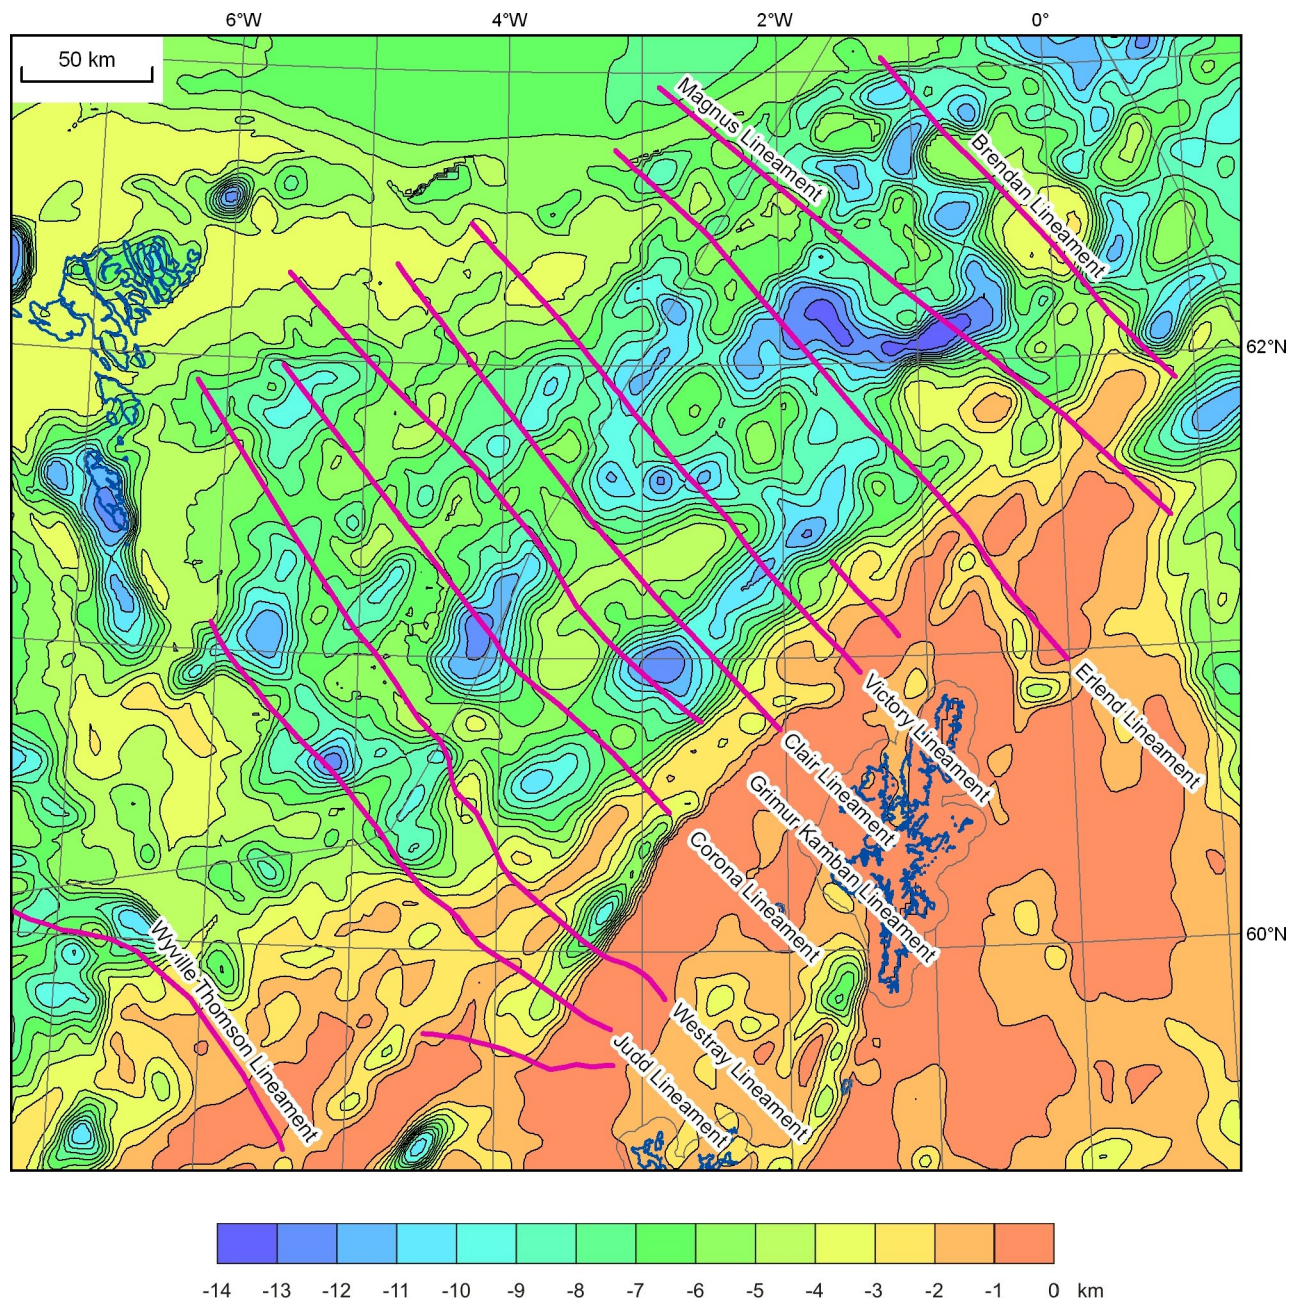 6°W 4°W 2°W 0°
50 km
Magnus Lineament
Brendan Lineament
62°N
Erlend Lineament
Victory Lineament
Clair Lineament
Grimur Kamban Lineament
Corona Lineament
60°N
Wyville Thomson Lineament
Westray Lineament
Judd Lineament
-14 -13 -12 -11 -10 -9 -8 -7 -6 -5 -4 -3 -2 -1 0 km